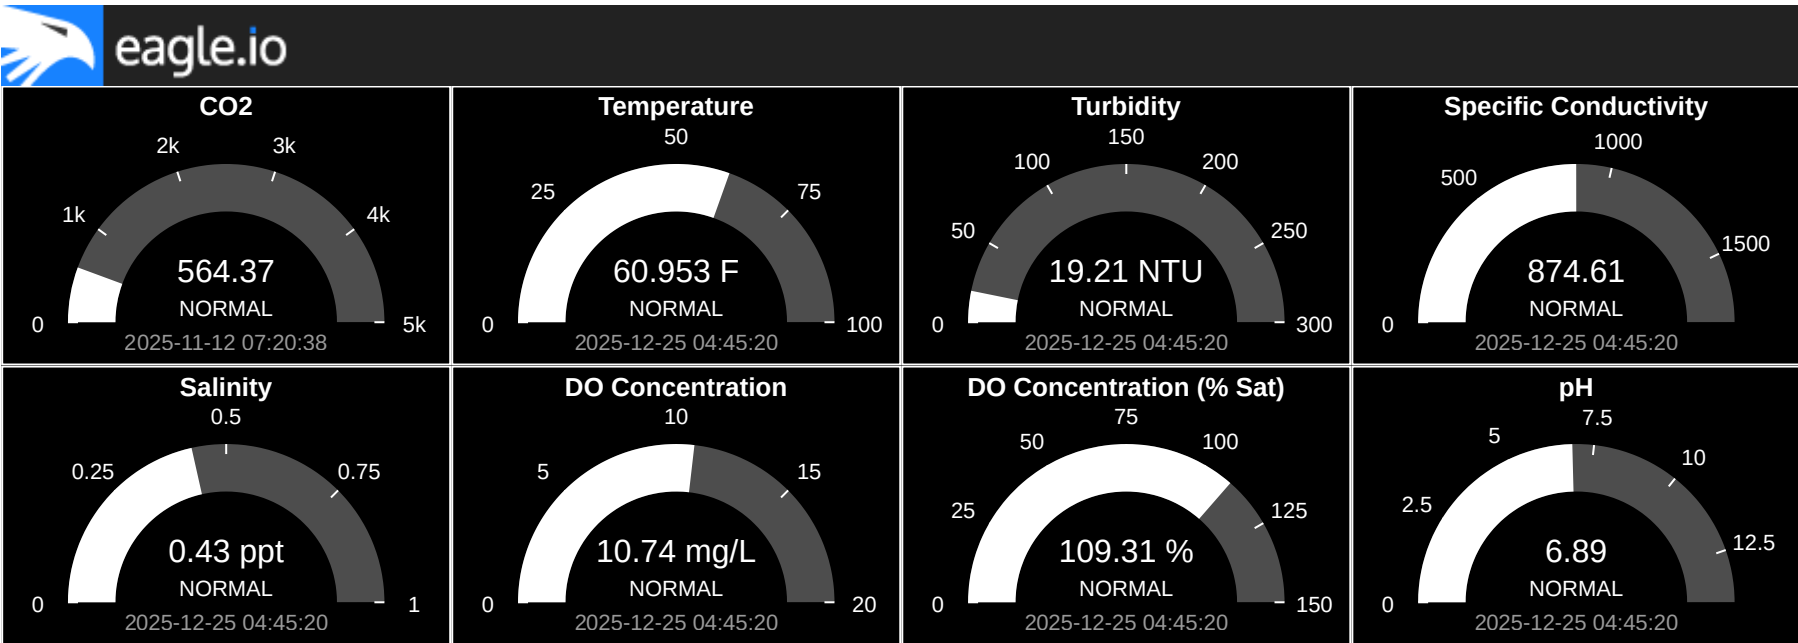 eagle.io
CO2
2k
3k
1k
4k
564.37
NORMAL
0
5k
2025-11-12 07:20:38
Temperature
50
25
75
60.953 F
NORMAL
0
100
2025-12-25 04:45:20
Turbidity
150
100
200
50
250
19.21 NTU
NORMAL
0
300
2025-12-25 04:45:20
Specific Conductivity
1000
500
1500
874.61
NORMAL
0
2025-12-25 04:45:20
Salinity
0.5
0.25
0.75
0.43 ppt
NORMAL
0
1
2025-12-25 04:45:20
DO Concentration
10
5
15
10.74 mg/L
NORMAL
0
20
2025-12-25 04:45:20
DO Concentration (% Sat)
75
50
100
25
125
109.31 %
NORMAL
0
150
2025-12-25 04:45:20
pH
7.5
5
10
2.5
12.5
6.89
NORMAL
0
2025-12-25 04:45:20